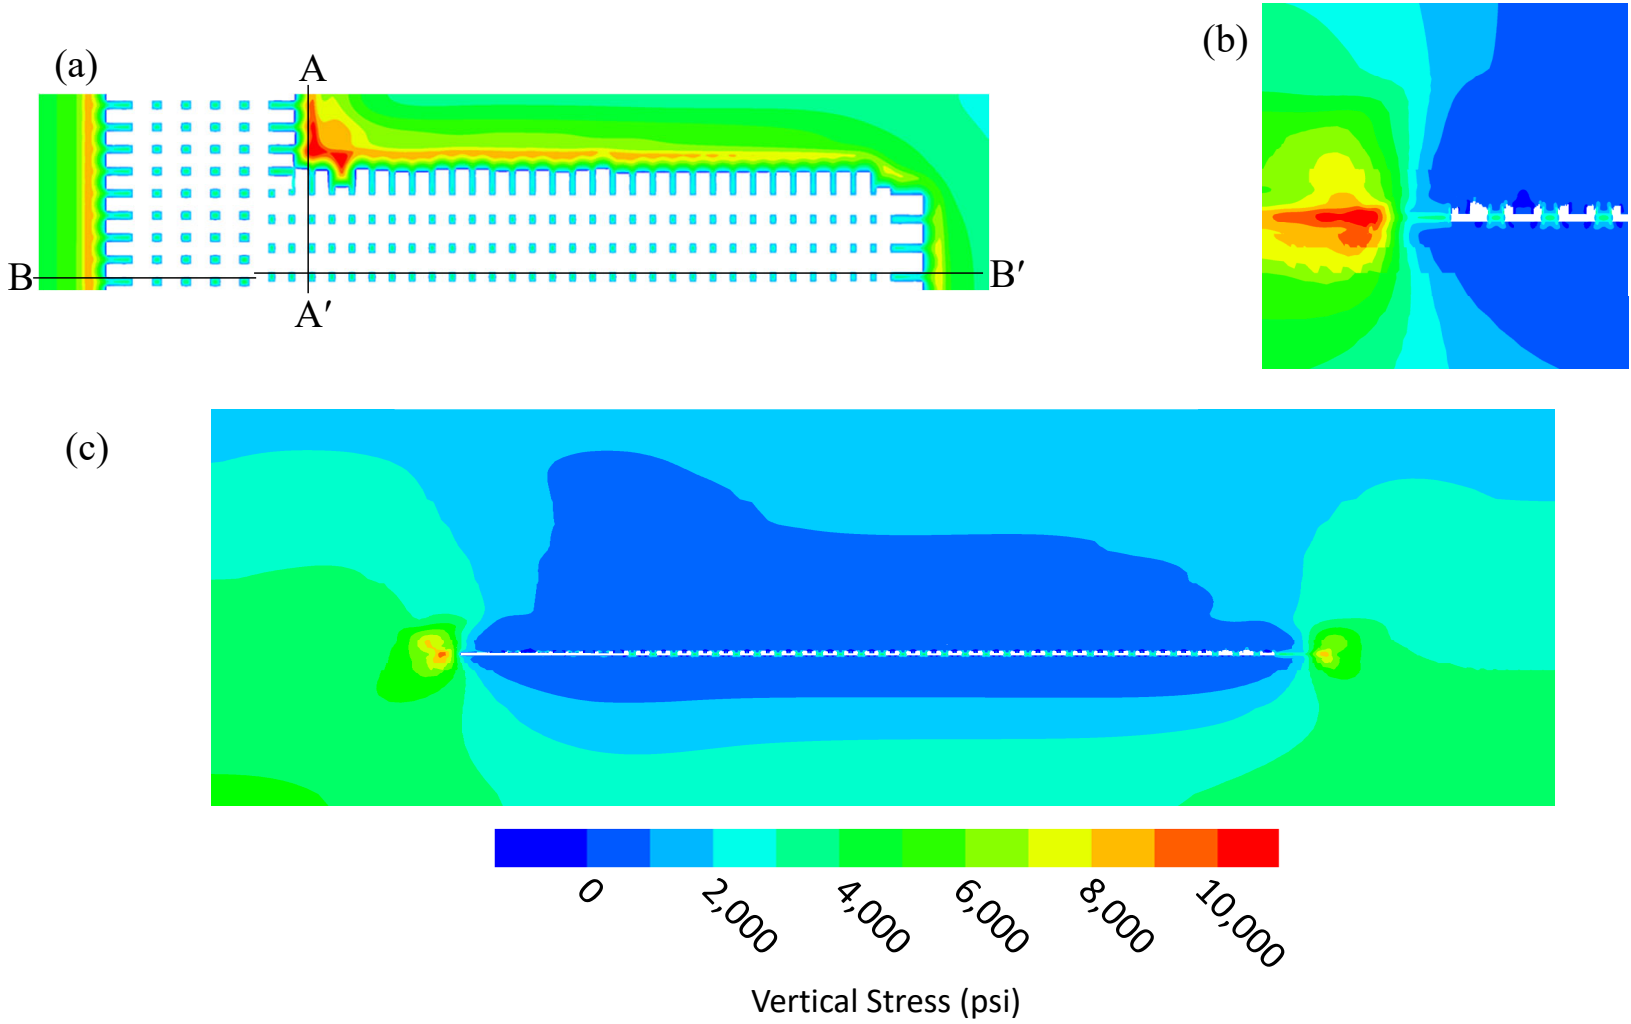 (a)
A
(b)
B
B′
A′
(c)
0
2,000
4,000
6,000
8,000
10,000
Vertical Stress (psi)